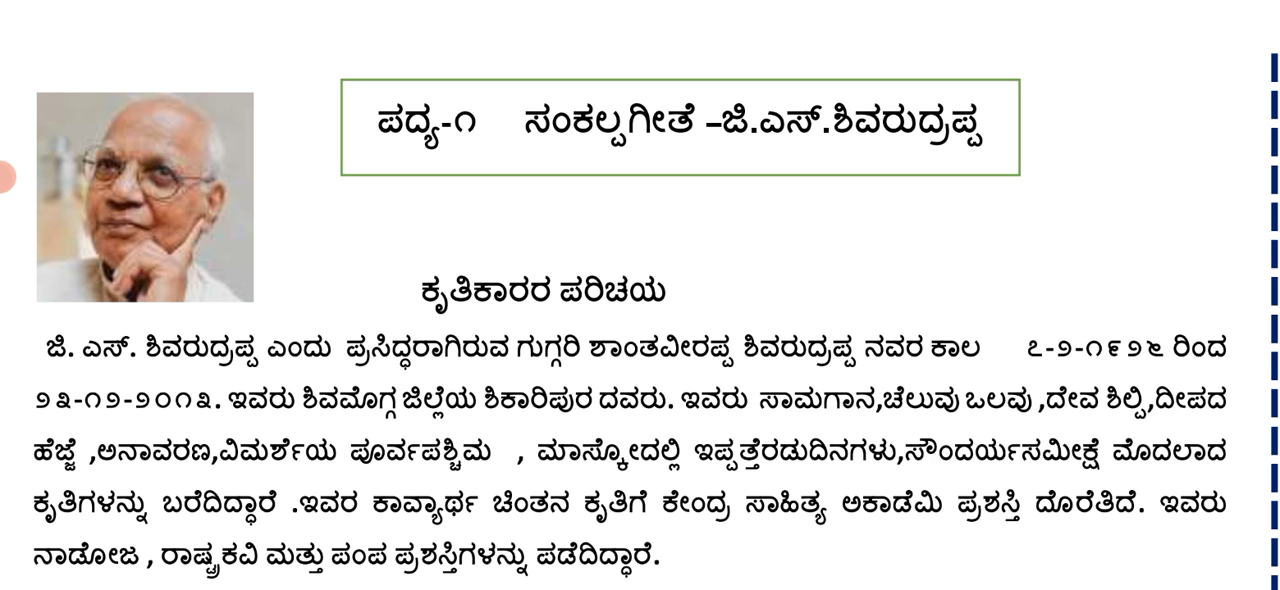 ಪದ್ಯ-೧ ಸಂಕಲ್ಪಗೀತೆ –ಜಿ.ಎಸ್.ಶಿವರುದ್ರಪ್ಪ
ಕೃತಿಕಾರರ ಪರಿಚಯ
ಜಿ. ಎಸ್. ಶಿವರುದ್ರಪ್ಪ ಎಂದು ಪ್ರಸಿದ್ಧರಾಗಿರುವ ಗುಗ್ಗರಿ ಶಾಂತವೀರಪ್ಪ ಶಿವರುದ್ರಪ್ಪ ನವರ ಕಾಲ ೭-೨-೧೯೨೬ ರಿಂದ
೨೩-೧೨-೨೦೧೩. ಇವರು ಶಿವಮೊಗ್ಗ ಜಿಲ್ಲೆಯ ಶಿಕಾರಿಪುರ ದವರು. ಇವರು ಸಾಮಗಾನ,ಚೆಲುವು ಒಲವು ,ದೇವ ಶಿಲ್ಪಿ,ದೀಪದ
ಹೆಜ್ಜೆ ,ಅನಾವರಣ,ವಿಮರ್ಶೆಯ ಪೂರ್ವಪಶ್ಚಿಮ , ಮಾಸ್ಕೋದಲ್ಲಿ ಇಪ್ಪತ್ತೆರಡುದಿನಗಳು,ಸೌಂದರ್ಯಸಮೀಕ್ಷೆ ಮೊದಲಾದ
ಕೃತಿಗಳನ್ನು ಬರೆದಿದ್ಧಾರೆ .ಇವರ ಕಾವ್ಯಾರ್ಥ ಚಿಂತನ ಕೃತಿಗೆ ಕೇಂದ್ರ ಸಾಹಿತ್ಯ ಅಕಾಡೆಮಿ ಪ್ರಶಸ್ತಿ ದೊರೆತಿದೆ. ಇವರು
ನಾಡೋಜ , ರಾಷ್ಟ್ರಕವಿ ಮತ್ತು ಪಂಪ ಪ್ರಶಸ್ತಿಗಳನ್ನು ಪಡೆದಿದ್ಧಾರೆ.